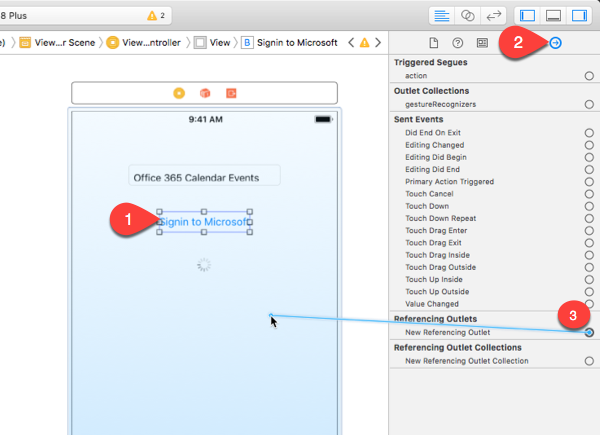 8 Plus
2
e)
View...r Scene
View...ntroller
View
B
Signin to Microsoft
2
Triggered Segues
action
Outlet Collections
gestureRecognizers
Sent Events
Did End On Exit
Editing Changed
Editing Did Begin
Editing Did End
Primary Action Triggered
Touch Cancel
Touch Down
Touch Down Repeat
Touch Drag Enter
Touch Drag Exit
Touch Drag Inside
Touch Drag Outside
Touch Up Inside
Touch Up Outside
Value Changed
Referencing Outlets
New Referencing Outlet
3
Referencing Outlet Collections
New Referencing Outlet Collection
9:41 AM
Office 365 Calendar Events
1
Signin to Microsoft